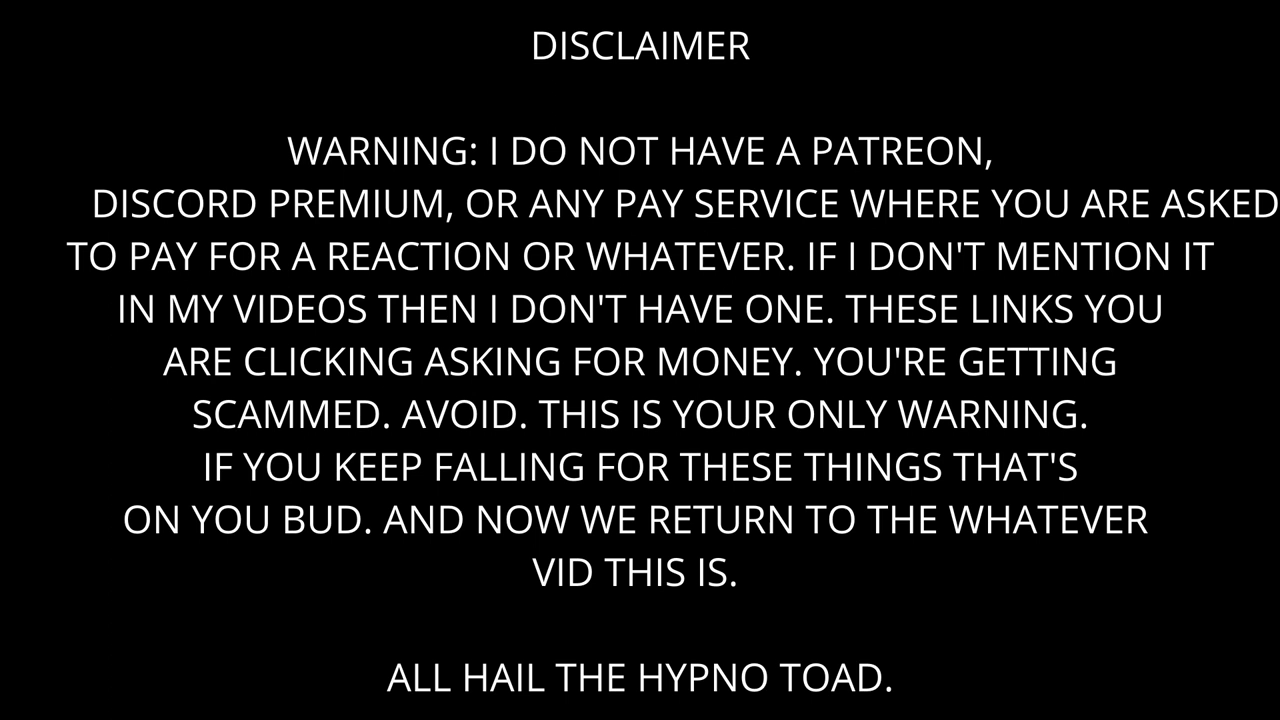 DISCLAIMER
WARNING: I DO NOT HAVE A PATREON,
DISCORD PREMIUM, OR ANY PAY SERVICE WHERE YOU ARE ASKED
TO PAY FOR A REACTION OR WHATEVER. IF I DON'T MENTION IT
IN MY VIDEOS THEN I DON'T HAVE ONE. THESE LINKS YOU
ARE CLICKING ASKING FOR MONEY. YOU'RE GETTING
SCAMMED. AVOID. THIS IS YOUR ONLY WARNING.
IF YOU KEEP FALLING FOR THESE THINGS THAT'S
ON YOU BUD. AND NOW WE RETURN TO THE WHATEVER
VID THIS IS.
ALL HAIL THE HYPNO TOAD.